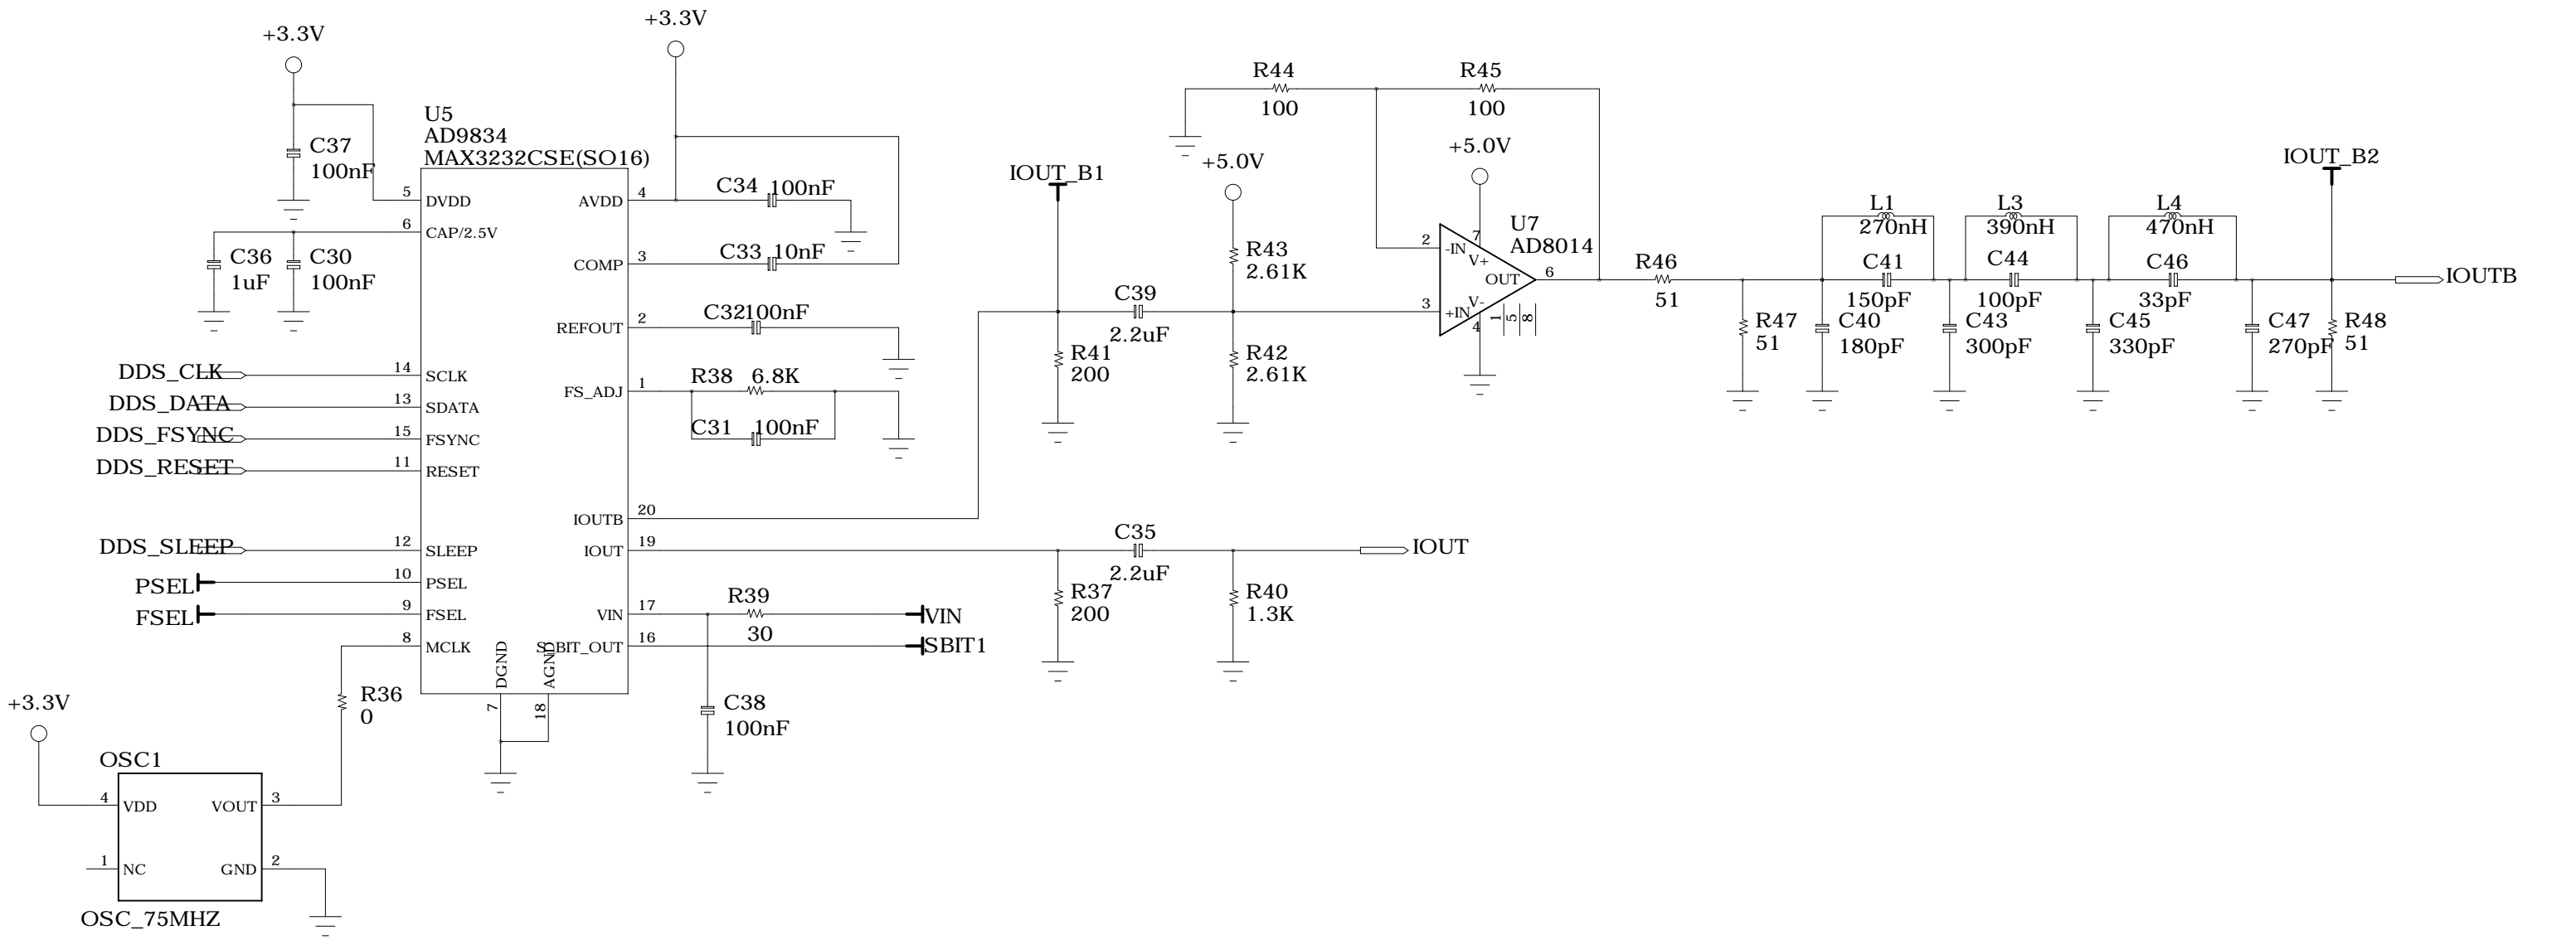 +3.3V
+3.3V
C37
100nF
U5
AD9834
MAX3232CSE(SO16)
5
DVDD
6
CAP/2.5V
C36
1uF
C30
100nF
AVDD
4
C34
100nF
COMP
3
C33
10nF
REFOUT
2
C32
100nF
FS_ADJ
1
R38
6.8K
C31
100nF
DDS_CLK
14
SCLK
DDS_DATA
13
SDATA
DDS_FSYNC
15
FSYNC
DDS_RESET
11
RESET
DDS_SLEEP
12
SLEEP
PSEL
10
PSEL
FSEL
9
FSEL
8
MCLK
IOUTB
20
IOUT
19
VIN
17
R39
30
VIN
S_BIT_OUT
16
SBIT1
DGND
AGND
7
18
C38
100nF
R36
0
+3.3V
OSC1
4
VDD
VOUT
3
1
NC
GND
2
OSC_75MHZ
IOUT_B1
R41
200
C39
2.2uF
+5.0V
R43
2.61K
R42
2.61K
R44
100
R45
100
+5.0V
U7
AD8014
2
-IN
7
V+
OUT
6
3
+IN
V-
4
1
5
8
C35
2.2uF
IOUT
R37
200
R40
1.3K
R46
51
R47
51
L1
270nH
C41
150pF
C40
180pF
L3
390nH
C44
100pF
C43
300pF
L4
470nH
C46
33pF
C45
330pF
C47
270pF
IOUT_B2
R48
51
IOUTB